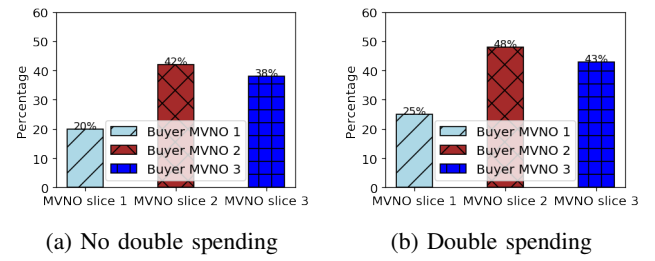 60
50
40
30
20
10
0
Percentage
20%
42%
38%
Buyer MVNO 1
Buyer MVNO 2
Buyer MVNO 3
MVNO slice 1 MVNO slice 2 MVNO slice 3
(a) No double spending
60
50
40
30
20
10
0
Percentage
25%
48%
43%
Buyer MVNO 1
Buyer MVNO 2
Buyer MVNO 3
MVNO slice 1 MVNO slice 2 MVNO slice 3
(b) Double spending